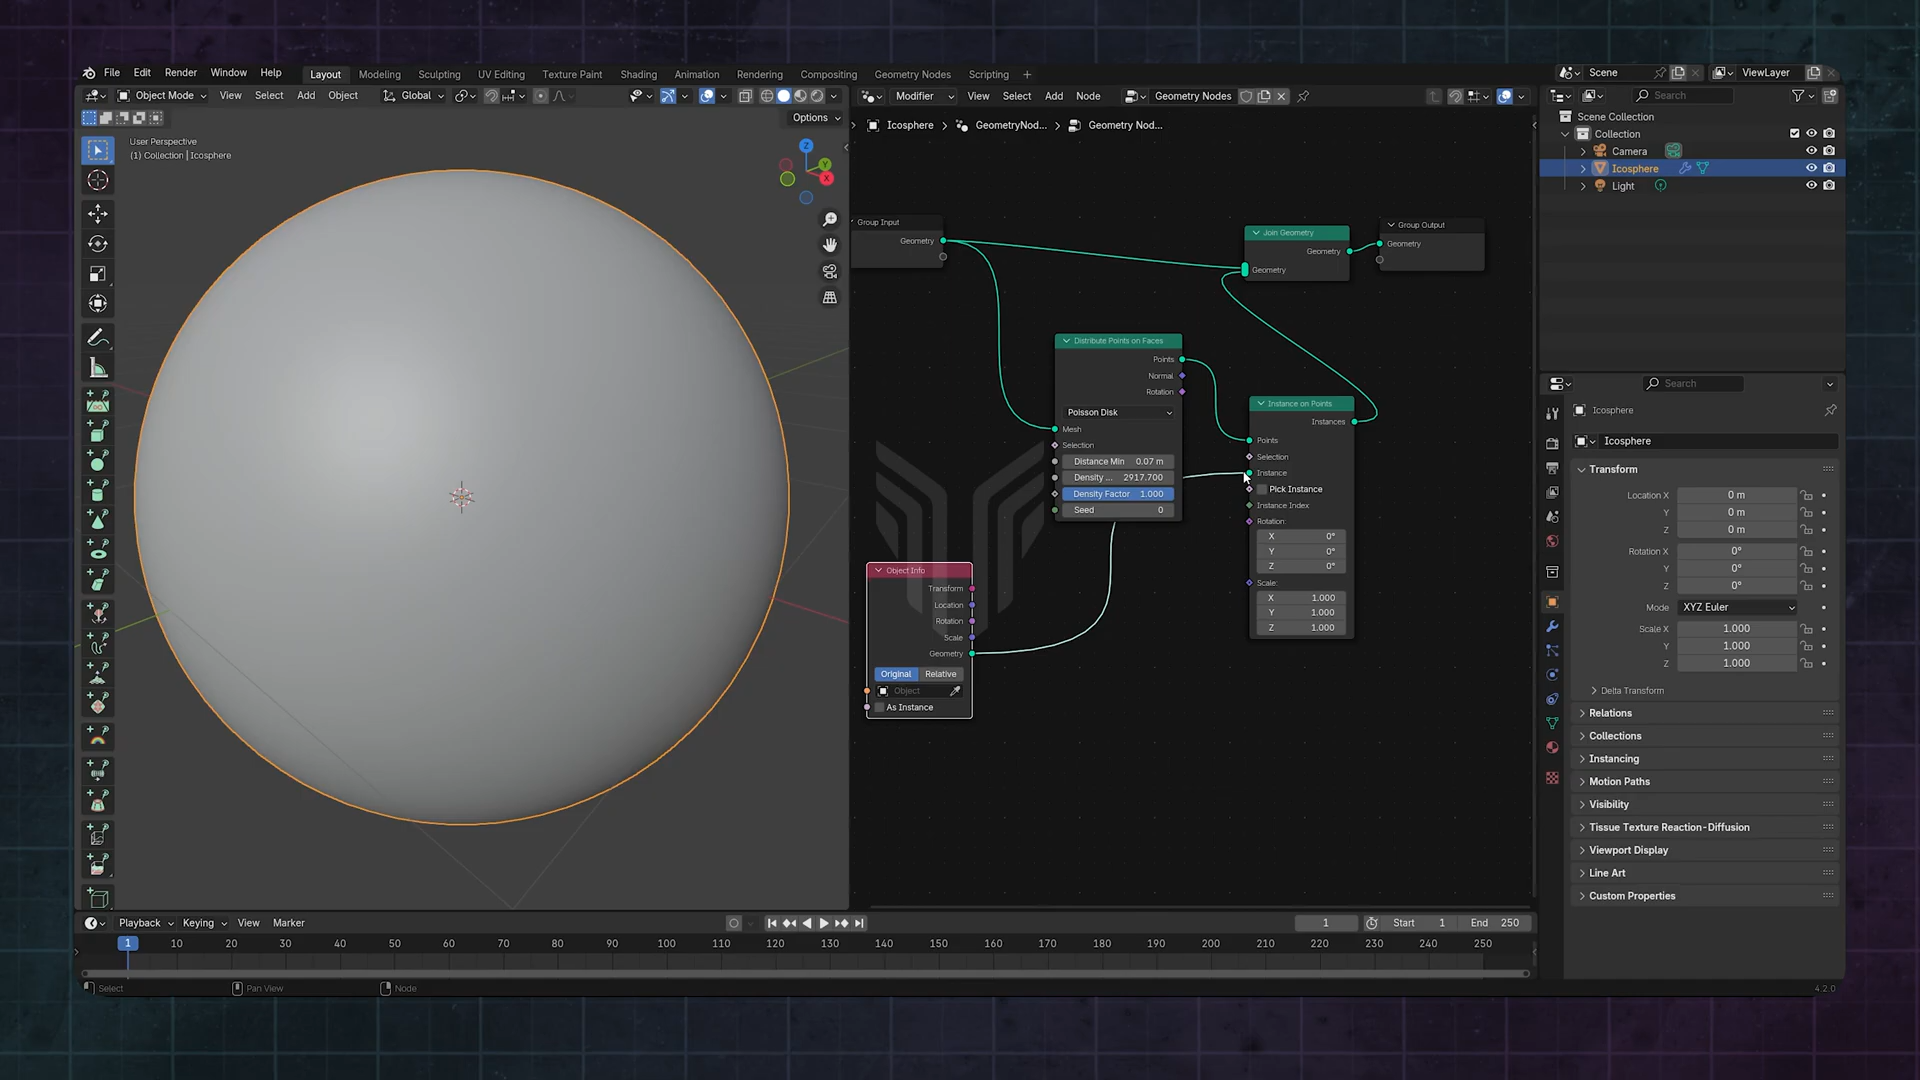 File Edit Render Window Help Layout Modeling Sculpting UV Editing Texture Paint Shading Animation Rendering Compositing Geometry Nodes Scripting + Scene ViewLayer
Object Mode View Select Add Object Global Modifier View Select Add Node Geometry Nodes Search
Options
User Perspective
(1) Collection | Icosphere
Z
Y
X
Icosphere > GeometryNod... > Geometry Nod...
Group Input
Geometry
Join Geometry
Geometry
Geometry
Group Output
Geometry
Distribute Points on Faces
Points
Normal
Rotation
Poisson Disk
Mesh
Selection
Distance Min 0.07 m
Density ... 2917.700
Density Factor 1.000
Seed 0
Instance on Points
Instances
Points
Selection
Instance
Pick Instance
Instance Index
Rotation:
X 0°
Y 0°
Z 0°
Scale:
X 1.000
Y 1.000
Z 1.000
Object Info
Transform
Location
Rotation
Scale
Geometry
Original Relative
Object
As Instance
Scene Collection
Collection
Camera
Icosphere
Light
Search
Icosphere
Icosphere
Transform
Location X 0 m
Y 0 m
Z 0 m
Rotation X 0°
Y 0°
Z 0°
Mode XYZ Euler
Scale X 1.000
Y 1.000
Z 1.000
Delta Transform
Relations
Collections
Instancing
Motion Paths
Visibility
Tissue Texture Reaction-Diffusion
Viewport Display
Line Art
Custom Properties
Playback Keying View Marker 1 Start 1 End 250
1 10 20 30 40 50 60 70 80 90 100 110 120 130 140 150 160 170 180 190 200 210 220 230 240 250
Select Pan View Node 4.2.0